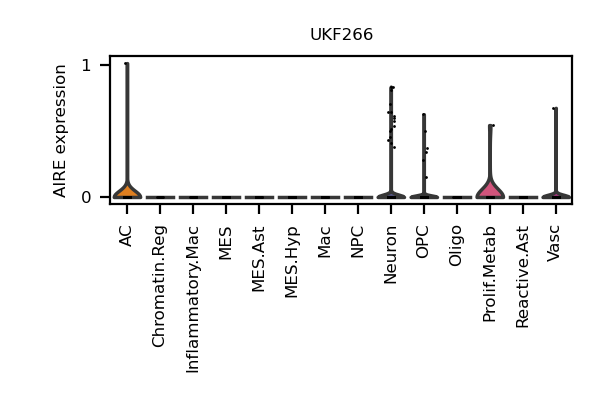 UKF266
AIRE expression
1
0
AC
Chromatin.Reg
Inflammatory.Mac
MES
MES.Ast
MES.Hyp
Mac
NPC
Neuron
OPC
Oligo
Prolif.Metab
Reactive.Ast
Vasc